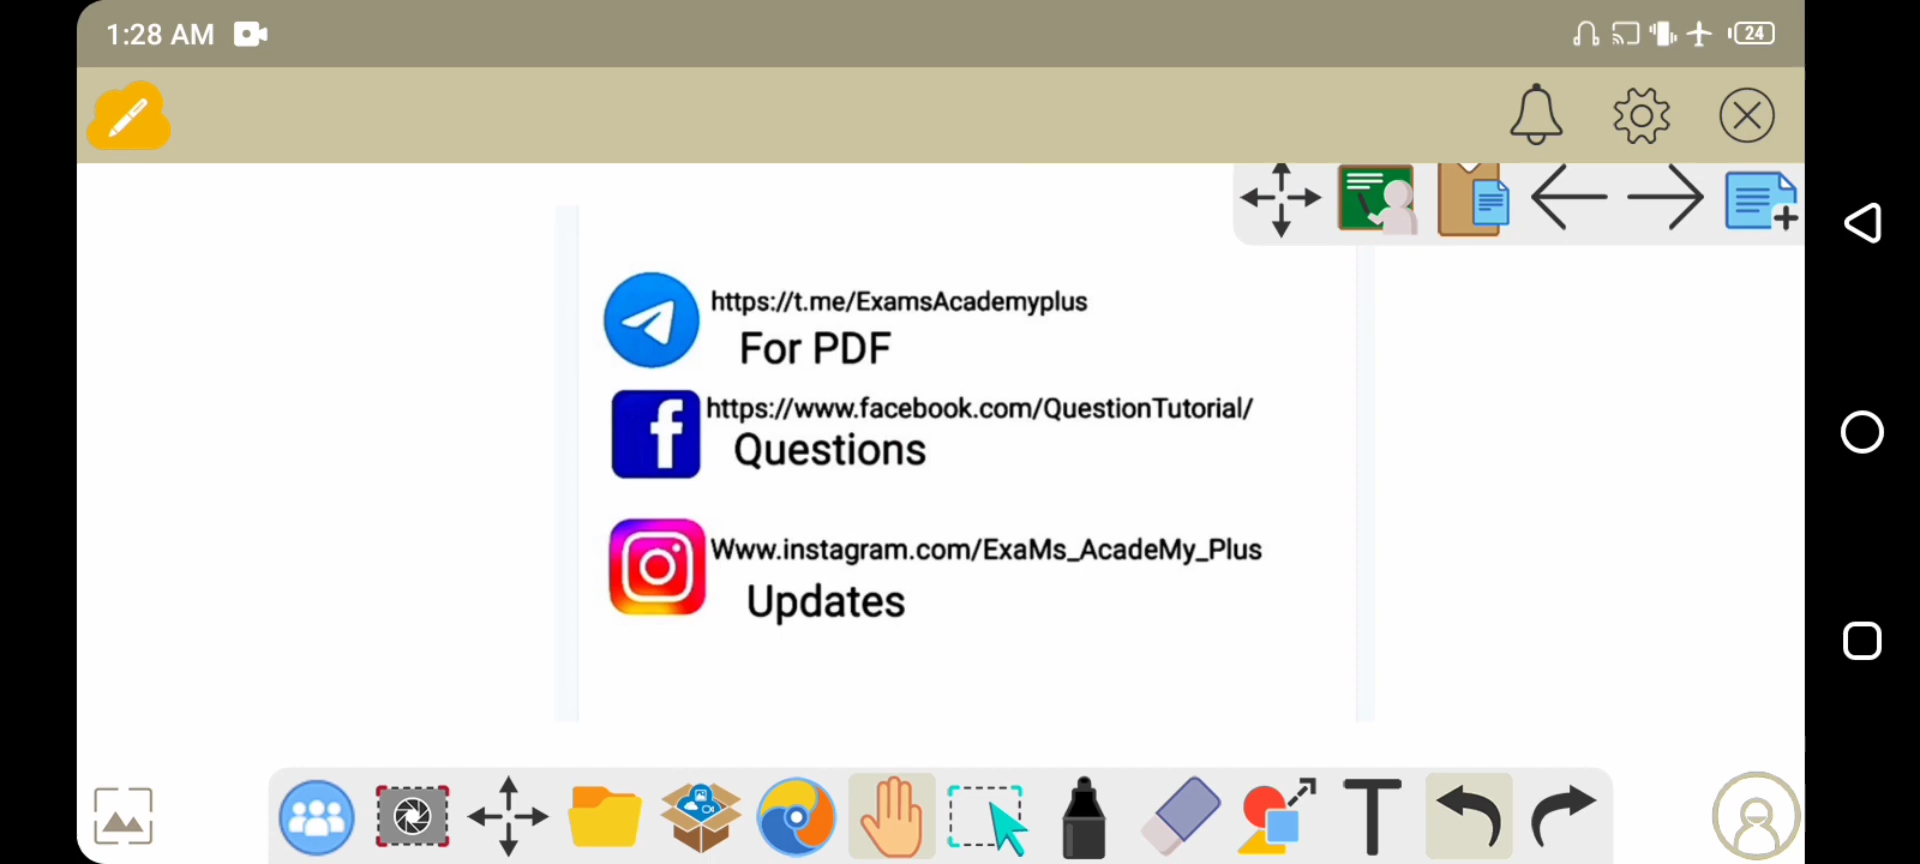 1:28 AM
24
https://t.me/ExamsAcademyplus
For PDF
https://www.facebook.com/QuestionTutorial/
Questions
Www.instagram.com/ExaMs_AcadeMy_Plus
Updates
T